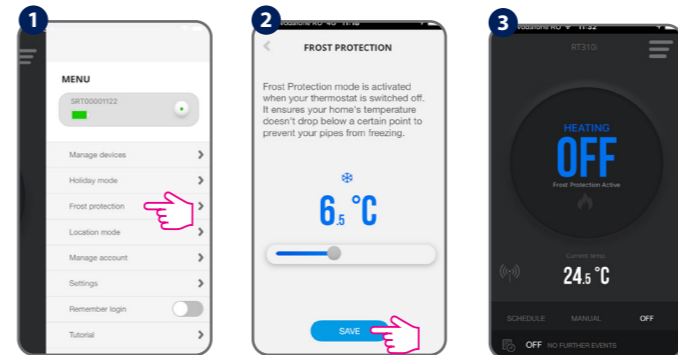 1
MENU
SRT00001122
Manage devices
Holiday mode
Frost protection
Location mode
Manage account
Settings
Remember login
Tutorial
2
FROST PROTECTION
Frost Protection mode is activated
when your thermostat is switched off.
It ensures your home's temperature
doesn't drop below a certain point to
prevent your pipes from freezing.
6.5 °C
SAVE
3
RT310i
HEATING
OFF
Frost Protection Active
Current temp
24.5 °C
SCHEDULE MANUAL OFF
OFF NO FURTHER EVENTS